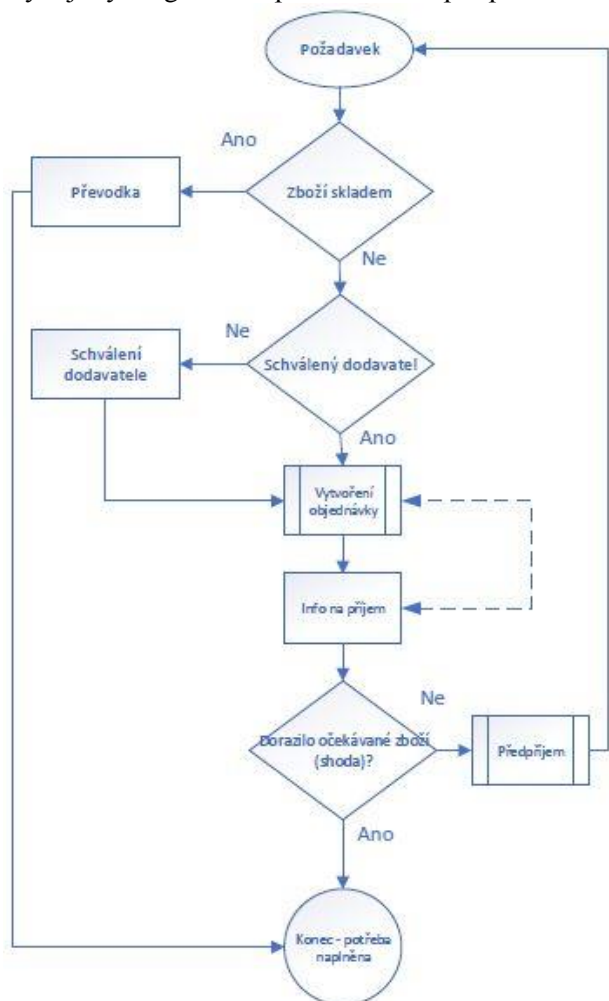 Požadavek
Ano
Převodka
Zboží skladem
Ne
Ne
Schválení
dodavatele
Schválený dodavatel
Ano
Vytvoření
objednávky
Info na příjem
Ne
Dorazilo očekávané zboží
(shoda)?
Předpříjem
Ano
Konec - potřeba
naplněna